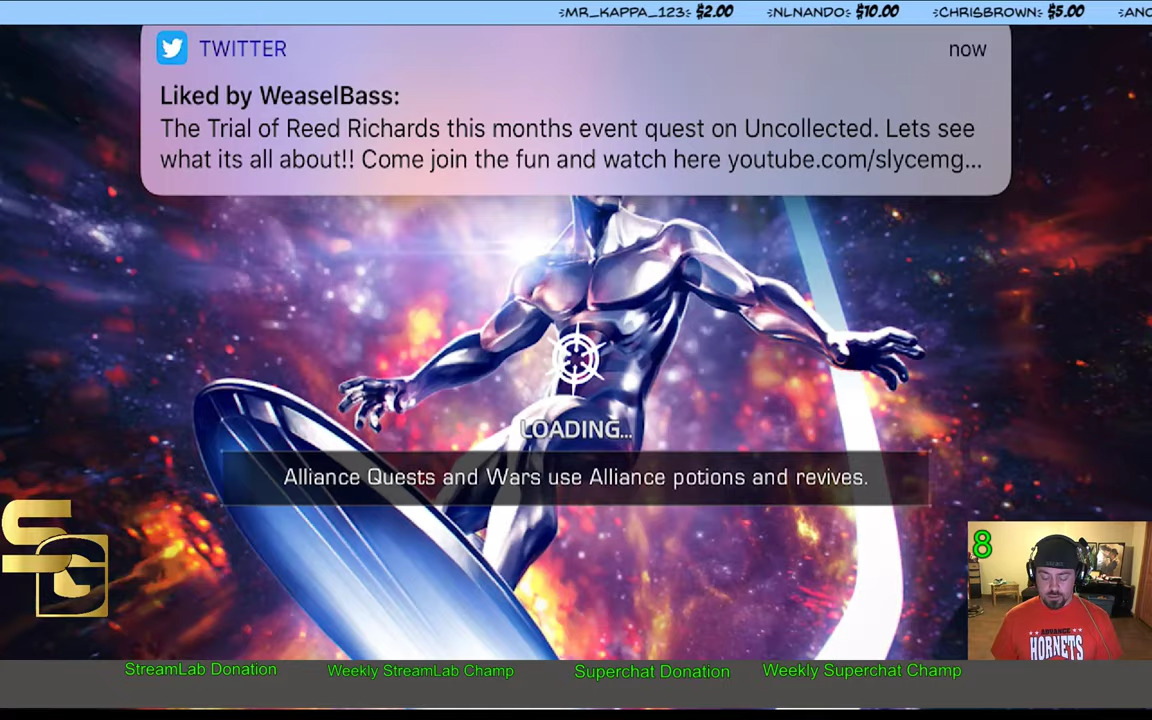 MR_KAPPA_123: $2.00 NLNANDO: $10.00 CHRISBROWN: $5.00
TWITTER now
Liked by WeaselBass:
The Trial of Reed Richards this months event quest on Uncollected. Lets see
what its all about!! Come join the fun and watch here youtube.com/slycemg...
LOADING...
Alliance Quests and Wars use Alliance potions and revives.
SG
8
HORNETS
StreamLab Donation Weekly StreamLab Champ Superchat Donation Weekly Superchat Champ